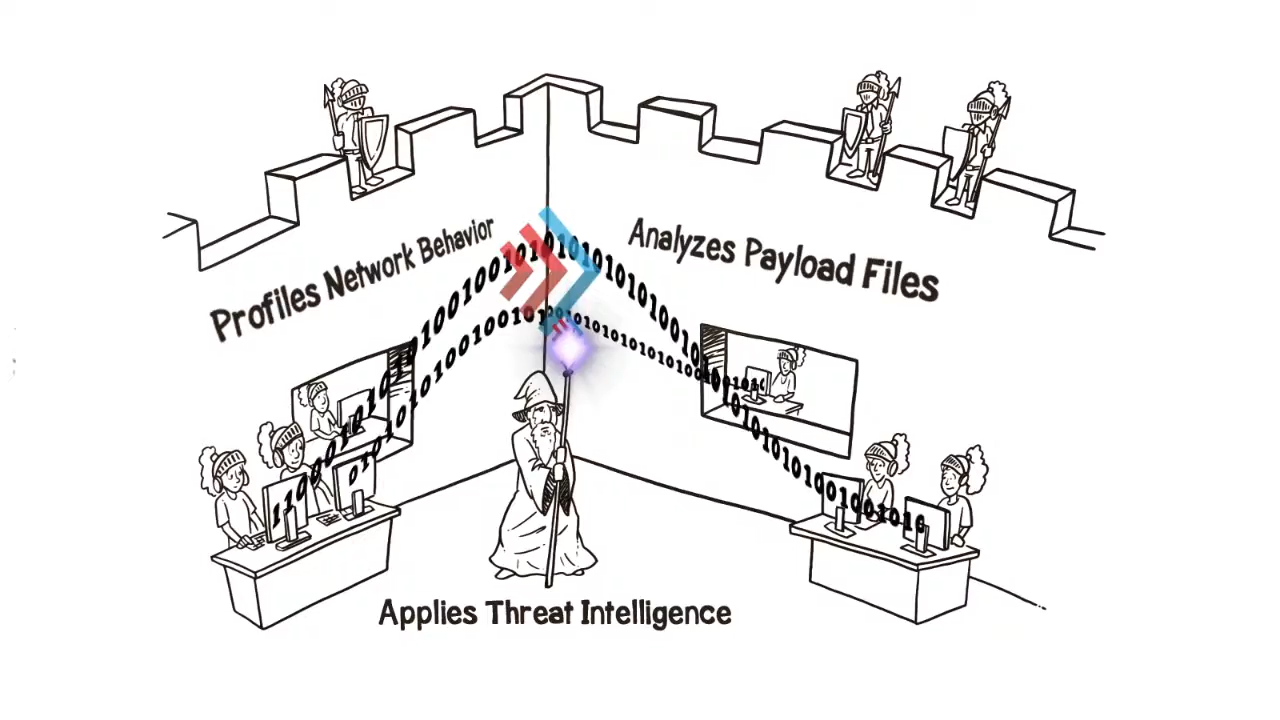 Profiles Network Behavior
Analyzes Payload Files
Applies Threat Intelligence